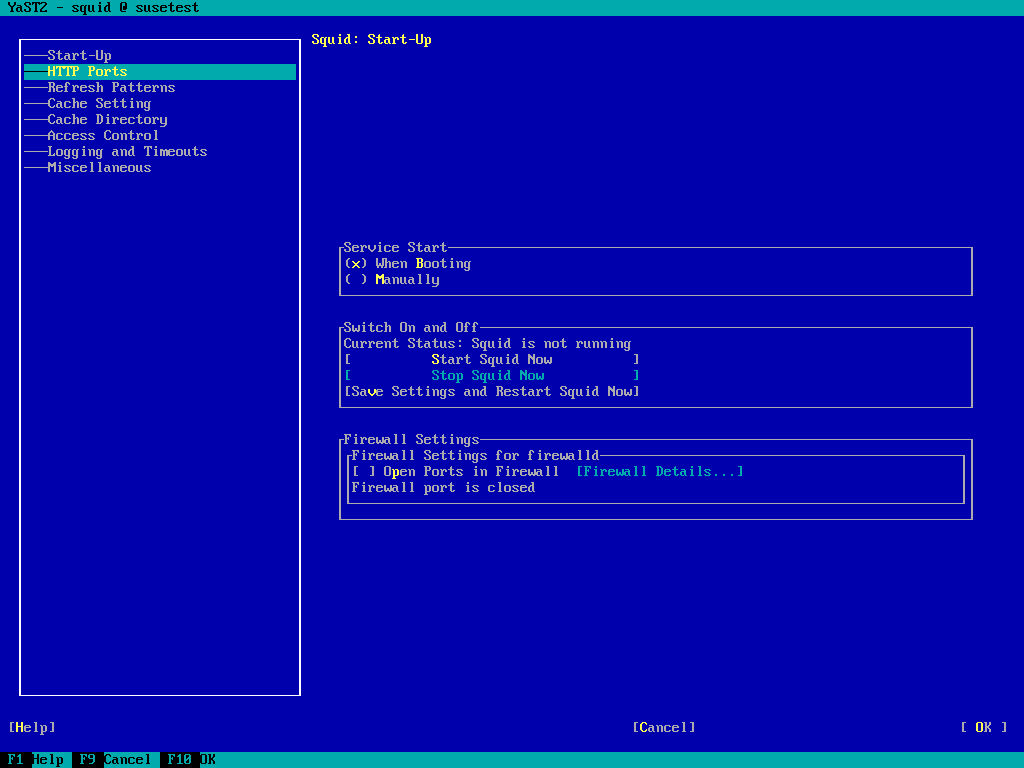 YaST2 - squid @ susetest
Squid: Start-Up
Start-Up
HTTP Ports
Refresh Patterns
Cache Setting
Cache Directory
Access Control
Logging and Timeouts
Miscellaneous
Service Start
(x) When Booting
( ) Manually
Switch On and Off
Current Status: Squid is not running
[ Start Squid Now ]
[ Stop Squid Now ]
[Save Settings and Restart Squid Now]
Firewall Settings
Firewall Settings for firewalld
[ ] Open Ports in Firewall [Firewall Details...]
Firewall port is closed
[Help] [Cancel] [ OK ]
F1 Help F9 Cancel F10 OK